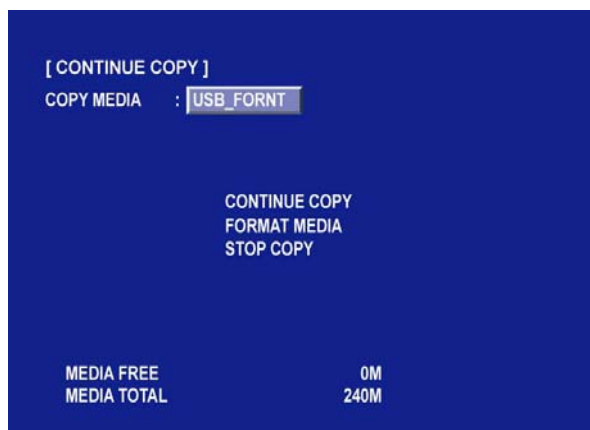 [ CONTINUE COPY ]
COPY MEDIA : USB_FORNT
CONTINUE COPY
FORMAT MEDIA
STOP COPY
MEDIA FREE 0M
MEDIA TOTAL 240M